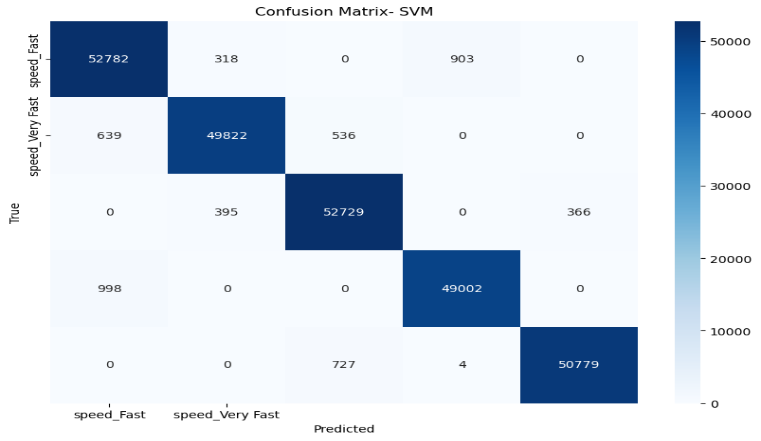 Confusion Matrix- SVM
speed_Fast
52782 318 0 903 0
speed_Very Fast
639 49822 536 0 0
True
0 395 52729 0 366
998 0 0 49002 0
0 0 727 4 50779
speed_Fast speed_Very Fast
Predicted
50000
40000
30000
20000
10000
0